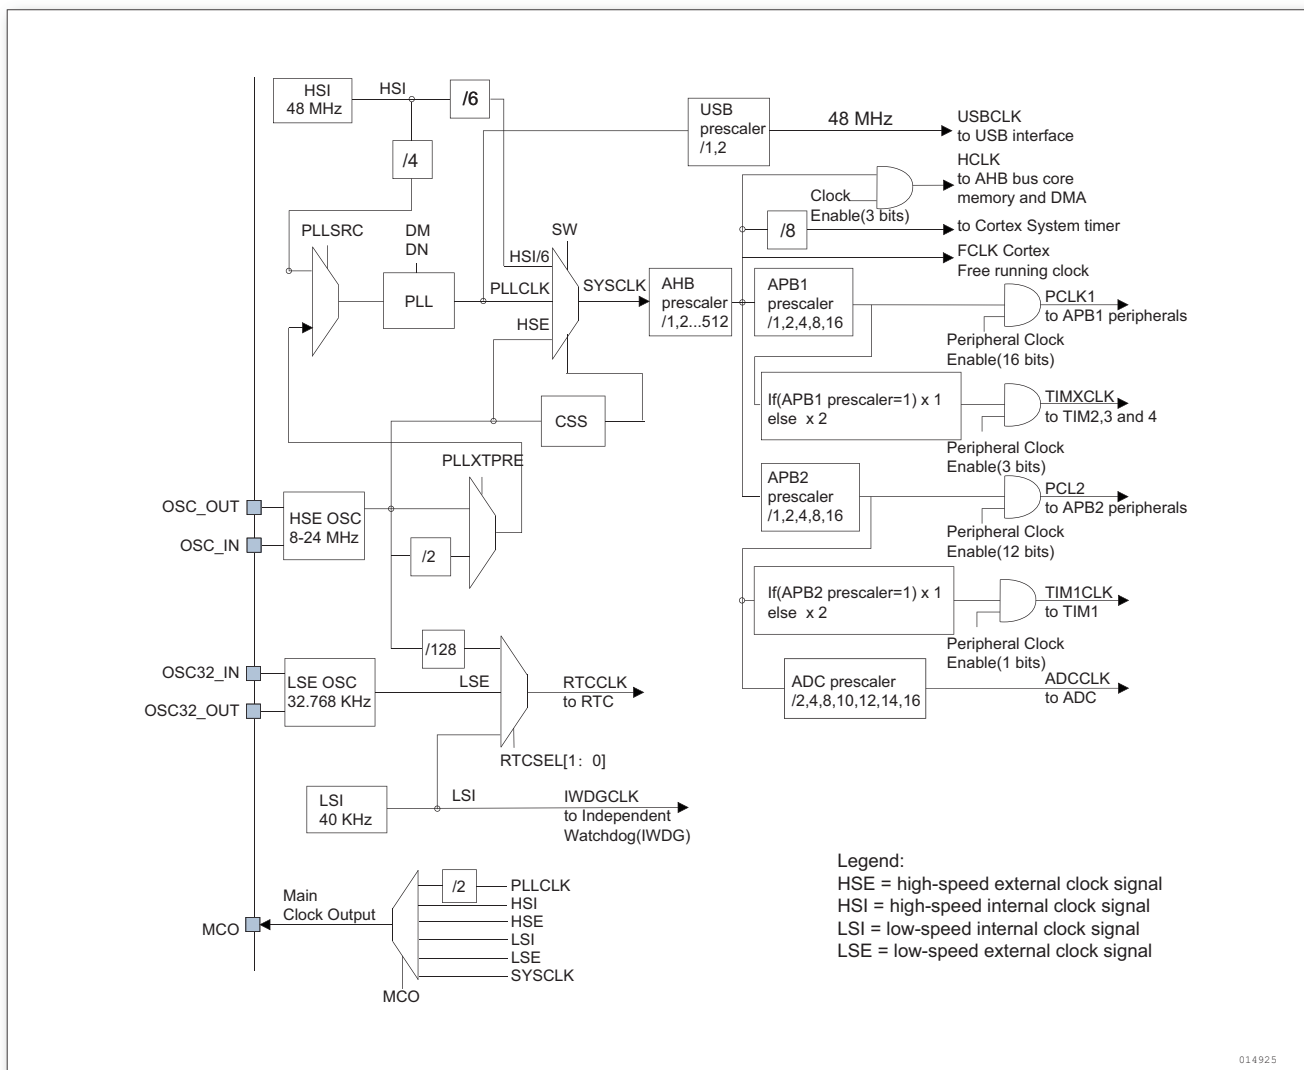 HSI
48 MHz
HSI
/6
/4
USB
prescaler
/1,2
48 MHz
USBCLK
to USB interface
HCLK
to AHB bus core
memory and DMA
Clock
Enable(3 bits)
/8
to Cortex System timer
FCLK Cortex
Free running clock
PLLSRC
DM
DN
PLL
SW
HSI/6
PLLCLK
HSE
SYSCLK
AHB
prescaler
/1,2...512
APB1
prescaler
/1,2,4,8,16
PCLK1
to APB1 peripherals
Peripheral Clock
Enable(16 bits)
If(APB1 prescaler=1) x 1
else  x 2
TIMXCLK
to TIM2,3 and 4
Peripheral Clock
Enable(3 bits)
CSS
PLLXTPRE
APB2
prescaler
/1,2,4,8,16
PCL2
to APB2 peripherals
Peripheral Clock
Enable(12 bits)
OSC_OUT
OSC_IN
HSE OSC
8-24 MHz
/2
If(APB2 prescaler=1) x 1
else  x 2
TIM1CLK
to TIM1
Peripheral Clock
Enable(1 bits)
/128
OSC32_IN
OSC32_OUT
LSE OSC
32.768 KHz
LSE
RTCCLK
to RTC
RTCSEL[1: 0]
ADC prescaler
/2,4,8,10,12,14,16
ADCCLK
to ADC
LSI
40 KHz
LSI
IWDGCLK
to Independent
Watchdog(IWDG)
MCO
Main
Clock Output
/2
PLLCLK
HSI
HSE
LSI
LSE
SYSCLK
MCO
Legend:
HSE = high-speed external clock signal
HSI = high-speed internal clock signal
LSI = low-speed internal clock signal
LSE = low-speed external clock signal
014925